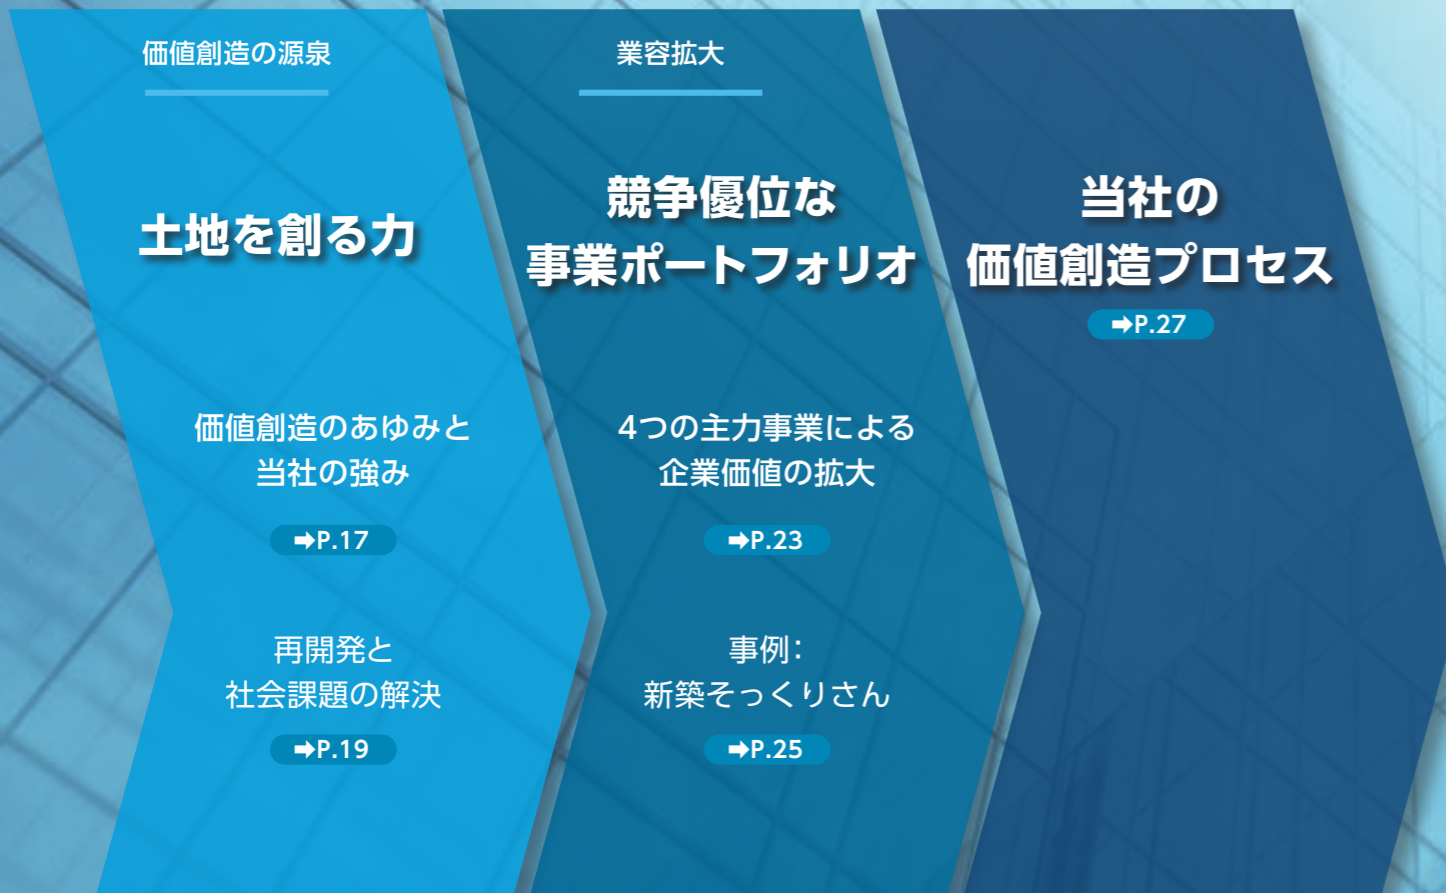 価値創造の源泉
土地を創る力
価値創造のあゆみと
当社の強み
➡P.17
再開発と
社会課題の解決
➡P.19
業容拡大
競争優位な
事業ポートフォリオ
4つの主力事業による
企業価値の拡大
➡P.23
事例：
新築そっくりさん
➡P.25
当社の
価値創造プロセス
➡P.27